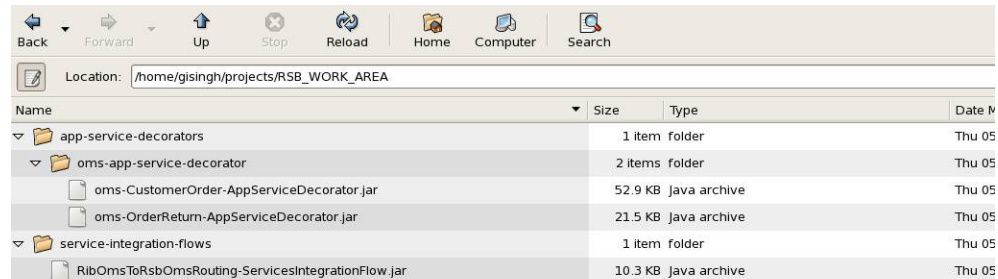 Back Forward Up Stop Reload Home Computer Search
Location: /home/gisingh/projects/RSB_WORK_AREA
Name Size Type Date M
app-service-decorators 1 item folder Thu 05
oms-app-service-decorator 2 items folder Thu 05
oms-CustomerOrder-AppServiceDecorator.jar 52.9 KB Java archive Thu 05
oms-OrderReturn-AppServiceDecorator.jar 21.5 KB Java archive Thu 05
service-integration-flows 1 item folder Thu 05
RibOmsToRsbOmsRouting-ServicesIntegrationFlow.jar 10.3 KB Java archive Thu 05